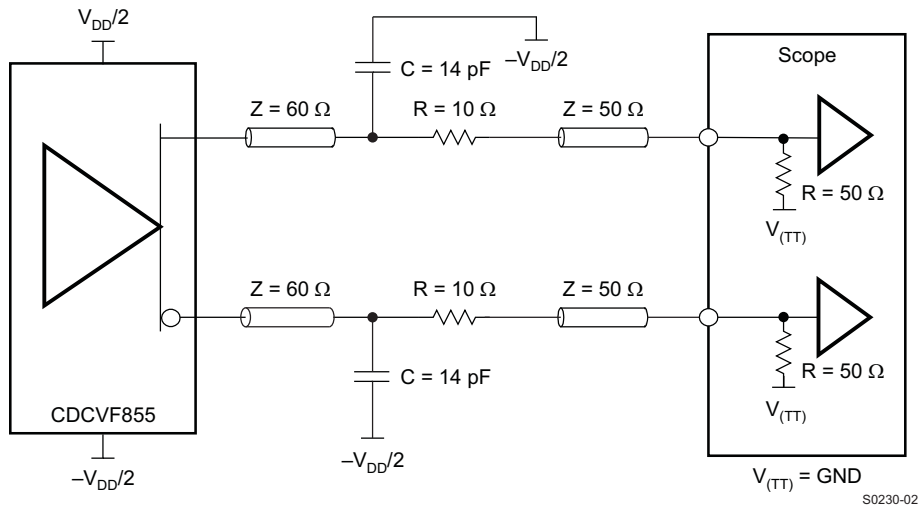 V_DD/2
C = 14 pF
–V_DD/2
Scope
Z = 60 Ω
R = 10 Ω
Z = 50 Ω
R = 50 Ω
V_(TT)
Z = 60 Ω
R = 10 Ω
Z = 50 Ω
C = 14 pF
R = 50 Ω
V_(TT)
CDCVF855
–V_DD/2
–V_DD/2
V_(TT) = GND
S0230-02